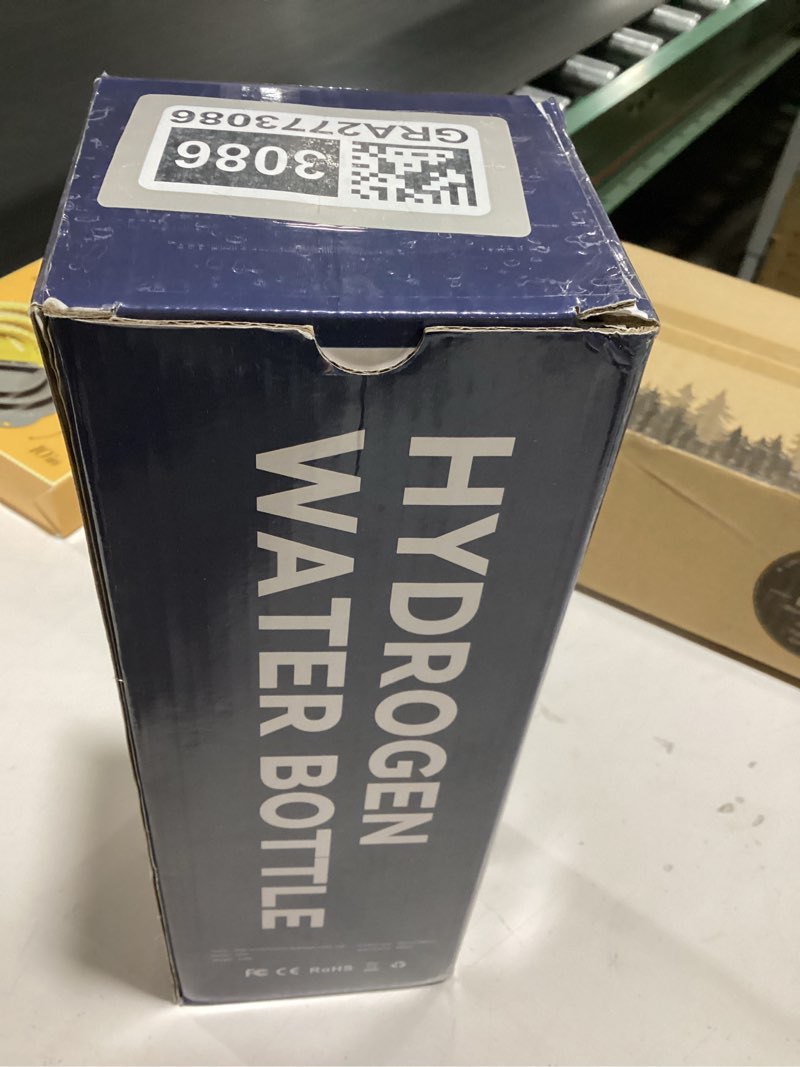 GRA2773086
3086
HYDROGEN
WATER BOTTLE
FC CE RoHS